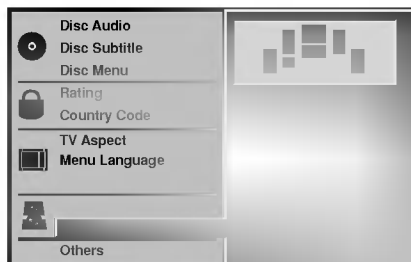 Disc Audio
Disc Subtitle
Disc Menu
Rating
Country Code
TV Aspect
Menu Language
Others